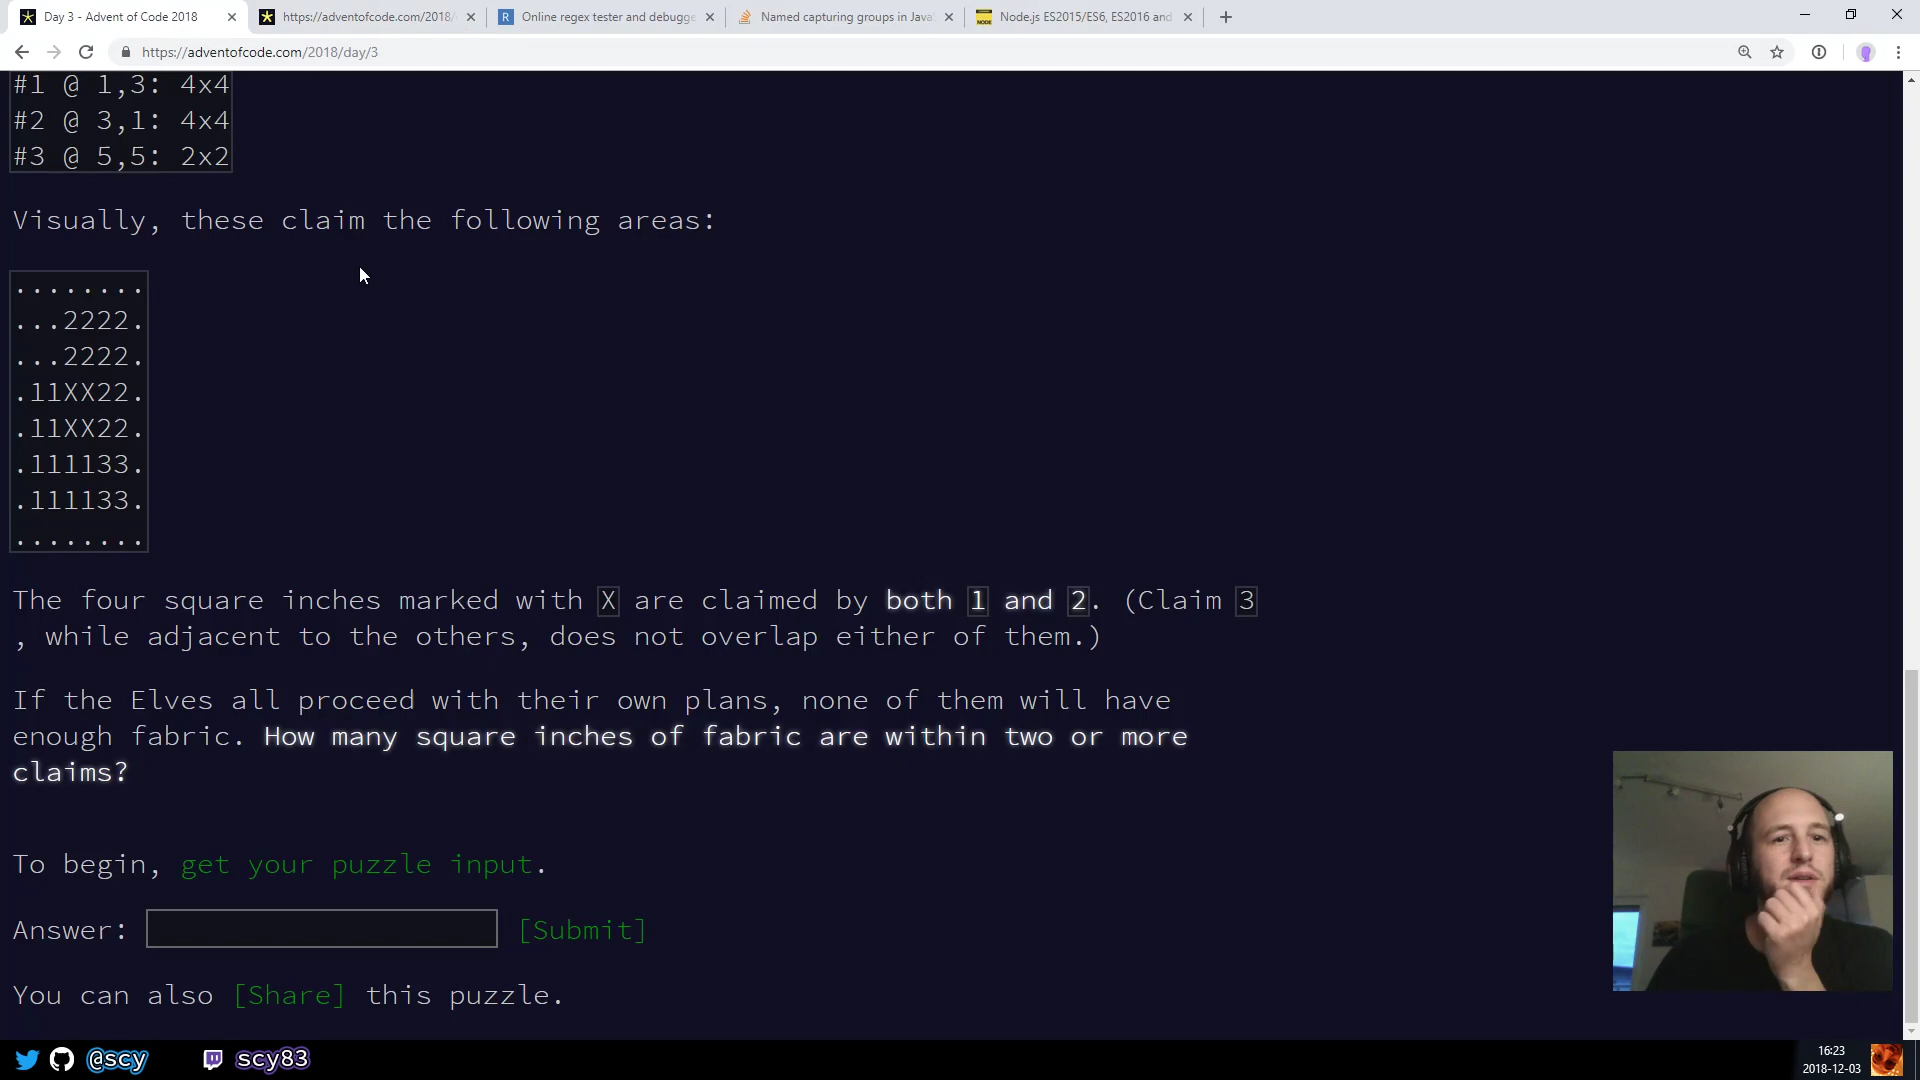 Day 3 - Advent of Code 2018
https://adventofcode.com/2018/
Online regex tester and debugge
Named capturing groups in Java
Node.js ES2015/ES6, ES2016 and
https://adventofcode.com/2018/day/3
#1 @ 1,3: 4x4
#2 @ 3,1: 4x4
#3 @ 5,5: 2x2
Visually, these claim the following areas:
........
...2222.
...2222.
.11XX22.
.11XX22.
.111133.
.111133.
........
The four square inches marked with X are claimed by both 1 and 2. (Claim 3
, while adjacent to the others, does not overlap either of them.)
If the Elves all proceed with their own plans, none of them will have
enough fabric. How many square inches of fabric are within two or more
claims?
To begin, get your puzzle input.
Answer: [Submit]
You can also [Share] this puzzle.
@scy scy83
16:23
2018-12-03